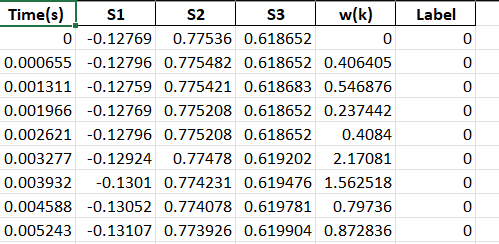 Time(s) S1 S2 S3 w(k) Label
0 -0.12769 0.77536 0.618652 0 0
0.000655 -0.12796 0.775482 0.618652 0.406405 0
0.001311 -0.12759 0.775421 0.618683 0.546876 0
0.001966 -0.12769 0.775208 0.618652 0.237442 0
0.002621 -0.12796 0.775208 0.618652 0.4084 0
0.003277 -0.12924 0.77478 0.619202 2.17081 0
0.003932 -0.1301 0.774231 0.619476 1.562518 0
0.004588 -0.13052 0.774078 0.619781 0.79736 0
0.005243 -0.13107 0.773926 0.619904 0.872836 0